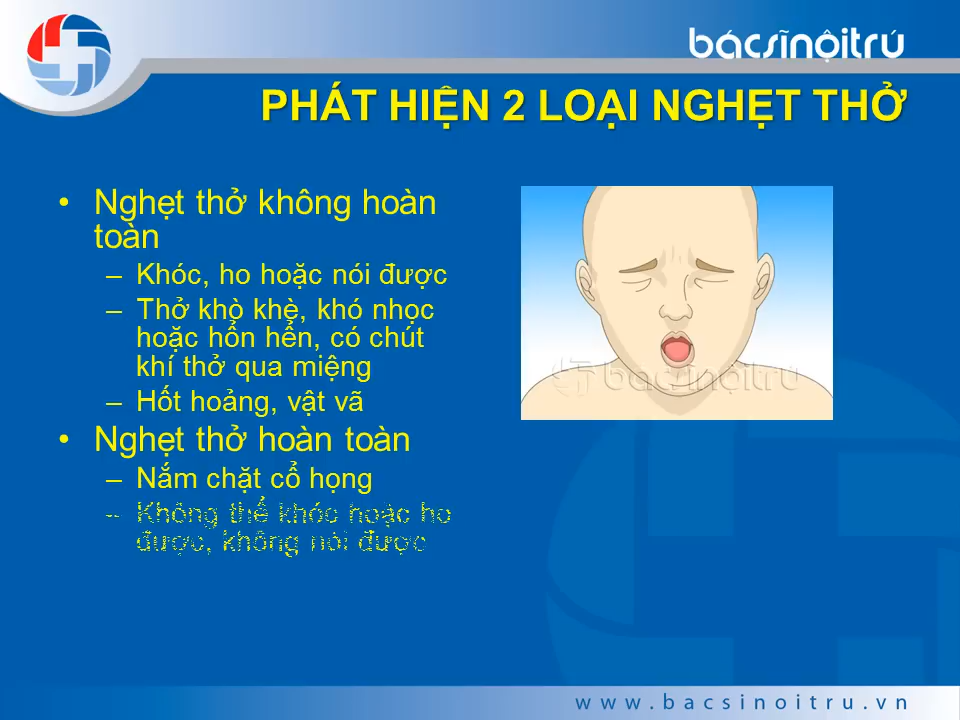 bácsĩnộitrú
PHÁT HIỆN 2 LOẠI NGHẸT THỞ
• Nghẹt thở không hoàn
toàn
– Khóc, ho hoặc nói được
– Thở khò khè, khó nhọc
hoặc hổn hển, có chút
khí thở qua miệng
– Hốt hoảng, vật vã
• Nghẹt thở hoàn toàn
– Nắm chặt cổ họng
– Không thể khóc hoặc ho
được, không nói được
bácsĩnộitrú
www.bacsinoitru.vn